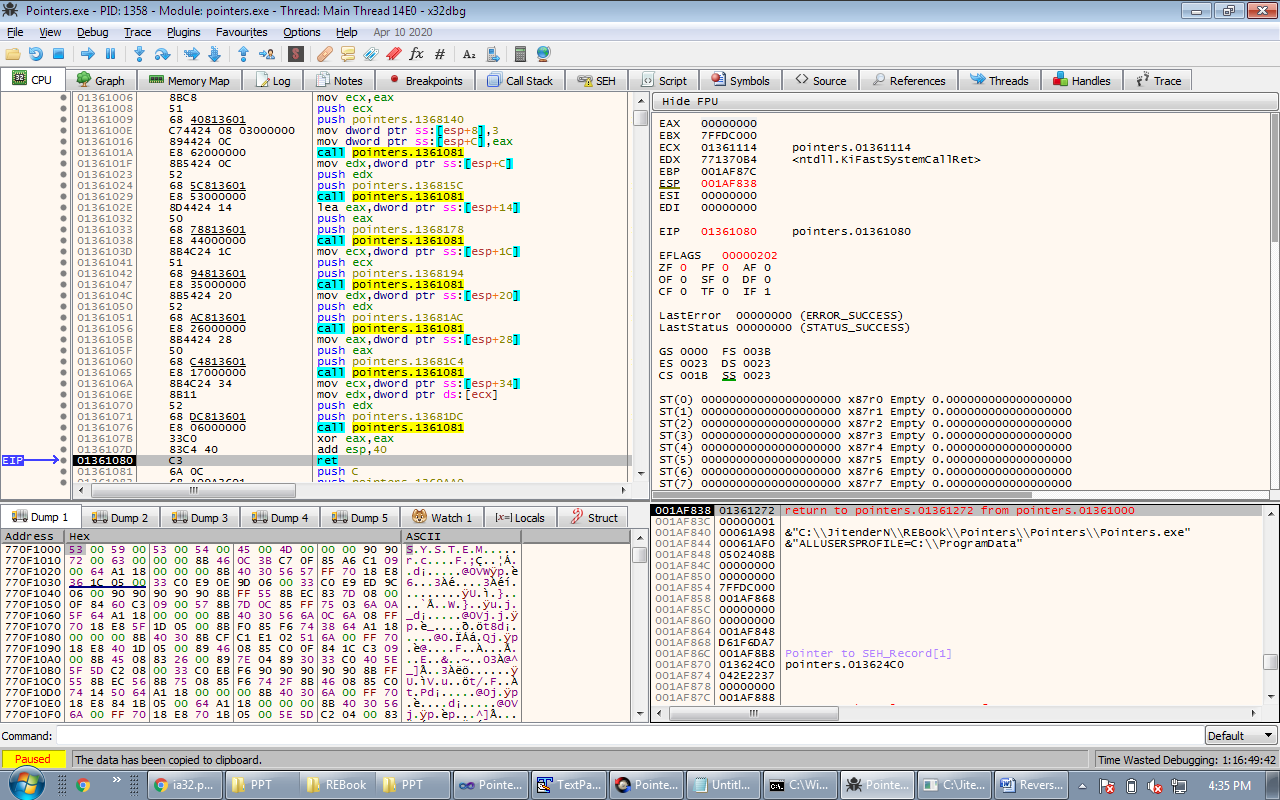 Pointers.exe - PID: 1358 - Module: pointers.exe - Thread: Main Thread 14E0 - x32dbg
File View Debug Trace Plugins Favourites Options Help Apr 10 2020
CPU Graph Memory Map Log Notes Breakpoints Call Stack SEH Script Symbols Source References Threads Handles Trace
01361006 8BC8 mov ecx,eax
01361008 51 push ecx
01361009 68 40813601 push pointers.1368140
0136100E C74424 08 03000000 mov dword ptr ss:[esp+8],3
01361016 894424 0C mov dword ptr ss:[esp+C],eax
0136101A E8 62000000 call pointers.1361081
0136101F 8B5424 0C mov edx,dword ptr ss:[esp+C]
01361023 52 push edx
01361024 68 5C813601 push pointers.136815C
01361029 E8 53000000 call pointers.1361081
0136102E 8D4424 14 lea eax,dword ptr ss:[esp+14]
01361032 50 push eax
01361033 68 78813601 push pointers.1368178
01361038 E8 44000000 call pointers.1361081
0136103D 8B4C24 1C mov ecx,dword ptr ss:[esp+1C]
01361041 51 push ecx
01361042 68 94813601 push pointers.1368194
01361047 E8 35000000 call pointers.1361081
0136104C 8B5424 20 mov edx,dword ptr ss:[esp+20]
01361050 52 push edx
01361051 68 AC813601 push pointers.13681AC
01361056 E8 26000000 call pointers.1361081
0136105B 8B4424 28 mov eax,dword ptr ss:[esp+28]
0136105F 50 push eax
01361060 68 C4813601 push pointers.13681C4
01361065 E8 17000000 call pointers.1361081
0136106A 8B4C24 34 mov ecx,dword ptr ss:[esp+34]
0136106E 8B11 mov edx,dword ptr ds:[ecx]
01361070 52 push edx
01361071 68 DC813601 push pointers.13681DC
01361076 E8 06000000 call pointers.1361081
0136107B 33C0 xor eax,eax
0136107D 83C4 40 add esp,40
EIP 01361080 C3 ret
01361081 6A 0C push C
Hide FPU
EAX 00000000
EBX 7FFDC000
ECX 01361114 pointers.01361114
EDX 771370B4 <ntdll.KiFastSystemCallRet>
EBP 001AF87C
ESP 001AF838
ESI 00000000
EDI 00000000
EIP 01361080 pointers.01361080
EFLAGS 00000202
ZF 0 PF 0 AF 0
OF 0 SF 0 DF 0
CF 0 TF 0 IF 1
LastError 00000000 (ERROR_SUCCESS)
LastStatus 00000000 (STATUS_SUCCESS)
GS 0000 FS 003B
ES 0023 DS 0023
CS 001B SS 0023
ST(0) 00000000000000000000 x87r0 Empty 0.000000000000000000
ST(1) 00000000000000000000 x87r1 Empty 0.000000000000000000
ST(2) 00000000000000000000 x87r2 Empty 0.000000000000000000
ST(3) 00000000000000000000 x87r3 Empty 0.000000000000000000
ST(4) 00000000000000000000 x87r4 Empty 0.000000000000000000
ST(5) 00000000000000000000 x87r5 Empty 0.000000000000000000
ST(6) 00000000000000000000 x87r6 Empty 0.000000000000000000
ST(7) 00000000000000000000 x87r7 Empty 0.000000000000000000
Dump 1 Dump 2 Dump 3 Dump 4 Dump 5 Watch 1 Locals Struct
Address Hex ASCII
770F1000 53 00 59 00 53 00 54 00 45 00 4D 00 00 00 90 90 S.Y.S.T.E.M.....
770F1010 72 00 63 00 00 00 8B 46 0C 3B C7 0F 85 A6 C1 09
770F1020 00 64 A1 18 00 00 00 8B 40 30 56 57 FF 70 18 E8
770F1030 36 1C 05 00 33 C0 E9 0E 9D 06 00 33 C0 E9 ED 9C
770F1040 06 00 90 90 90 90 90 8B FF 55 8B EC 83 7D 08 00
770F1050 0F 84 60 C3 09 00 57 8B 7D 0C 85 FF 75 03 6A 0A
770F1060 5F 64 A1 18 00 00 00 8B 40 30 56 6A 0C 6A 08 FF
770F1070 70 18 E8 5F 1D 05 00 8B F0 85 F6 74 38 64 A1 18
770F1080 00 00 00 8B 40 30 8B CF C1 E1 02 51 6A 00 FF 70
770F1090 18 E8 40 1D 05 00 89 46 08 85 C0 0F 84 1C C3 09
770F10A0 00 8B 45 08 83 26 00 89 7E 04 89 30 33 C0 40 5E
770F10B0 5F 5D C2 08 00 33 C0 EB F6 90 90 90 90 90 8B FF
770F10C0 55 8B EC 56 8B 75 08 85 F6 74 2F 8B 46 08 85 C0
770F10D0 74 14 50 64 A1 18 00 00 00 8B 40 30 6A 00 FF 70
770F10E0 18 E8 84 1B 05 00 64 A1 18 00 00 00 8B 40 30 56
770F10F0 6A 00 FF 70 18 E8 70 1B 05 00 5E 5D C2 04 00 83
001AF838 01361272 return to pointers.01361272 from pointers.01361000
001AF83C 00000001
001AF840 00061A98 &"C:\\JitenderN\\REBook\\Pointers\\Pointers\\Pointers.exe"
001AF844 00061AF0 &"ALLUSERSPROFILE=C:\\ProgramData"
001AF848 0502408B
001AF84C 00000000
001AF850 00000000
001AF854 7FFDC000
001AF858 001AF868
001AF85C 00000000
001AF860 00000000
001AF864 001AF848
001AF868 D61F6DA7
001AF86C 001AF8B8 Pointer to SEH_Record[1]
001AF870 013624C0 pointers.013624C0
001AF874 042E2237
001AF878 00000000
001AF87C 001AF888
Command: Default
Paused The data has been copied to clipboard. Time Wasted Debugging: 1:16:49:42
ia32.p... PPT REBook PPT Pointe... TextPa... Pointe... Untitl... C:\Wi... Pointe... C:\Jite... Revers... 4:35 PM